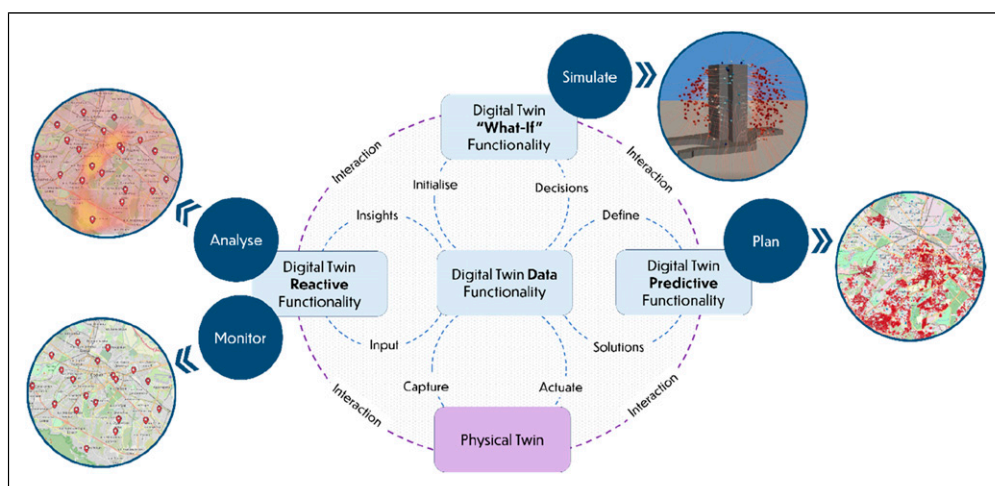 Simulate
Digital Twin
"What-If"
Functionality
Interaction
Interaction
Initialise
Decisions
Insights
Define
Analyse
Plan
Digital Twin
Reactive
Functionality
Digital Twin Data
Functionality
Digital Twin
Predictive
Functionality
Monitor
Input
Solutions
Capture
Actuate
Interaction
Interaction
Physical Twin